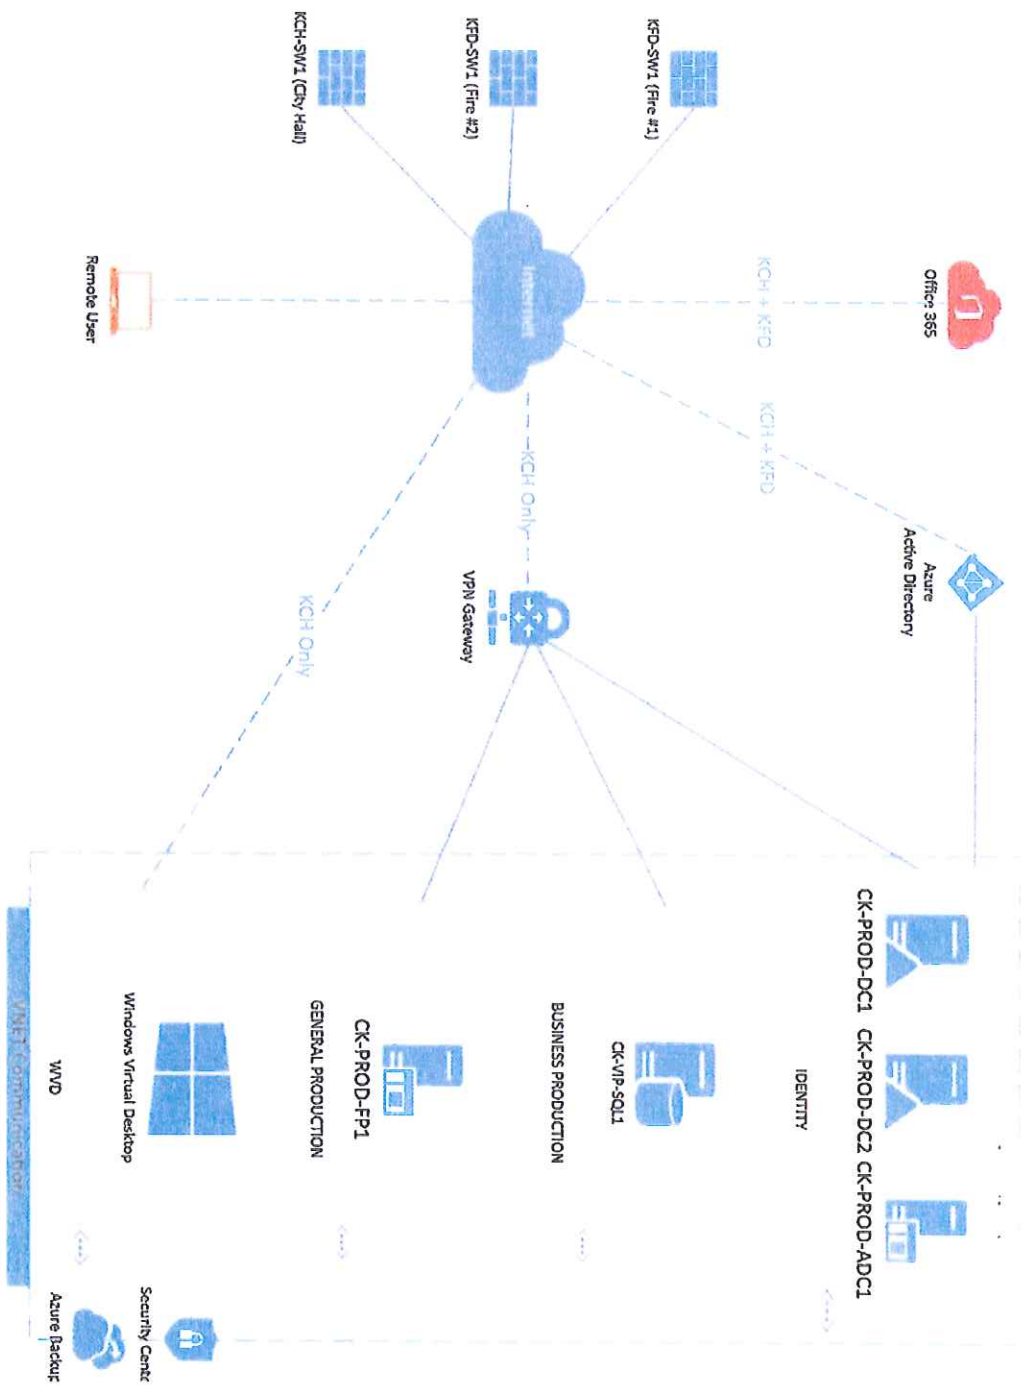 KFD-SW1 (Fire #1)
KFD-SW1 (Fire #2)
KCH-SW1 (City Hall)
Office 365
KCH + KFD
Internet
Remote User
KCH + KFD
KCH Only
KCH Only
Azure
Active Directory
VPN Gateway
CK-PROD-DC1
CK-PROD-DC2
CK-PROD-ADC1
IDENTITY
CK-VIP-SQL1
BUSINESS PRODUCTION
CK-PROD-FP1
GENERAL PRODUCTION
Windows Virtual Desktop
WVD
VNET Communication
Security Cente
Azure Backup